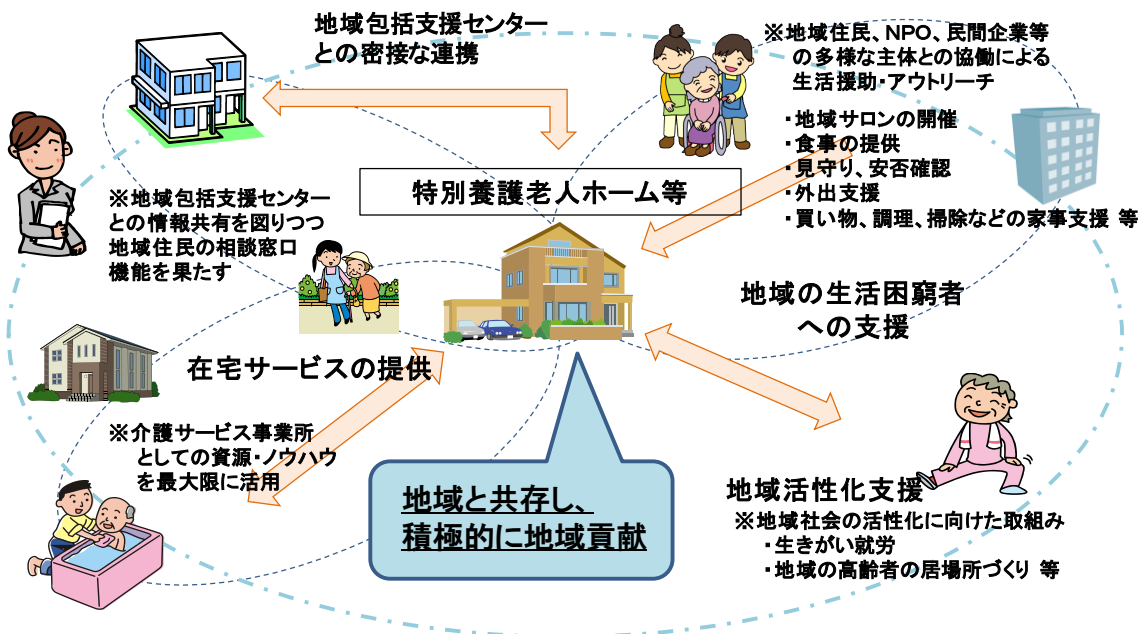 地域包括支援センター
との密接な連携
※地域住民、NPO、民間企業等
の多様な主体との協働による
生活援助・アウトリーチ
・地域サロンの開催
・食事の提供
・見守り、安否確認
・外出支援
・買い物、調理、掃除などの家事支援 等
特別養護老人ホーム等
※地域包括支援センター
との情報共有を図りつつ
地域住民の相談窓口
機能を果たす
地域の生活困窮者
への支援
在宅サービスの提供
※介護サービス事業所
としての資源・ノウハウ
を最大限に活用
地域と共存し、
積極的に地域貢献
地域活性化支援
※地域社会の活性化に向けた取組み
・生きがい就労
・地域の高齢者の居場所づくり 等